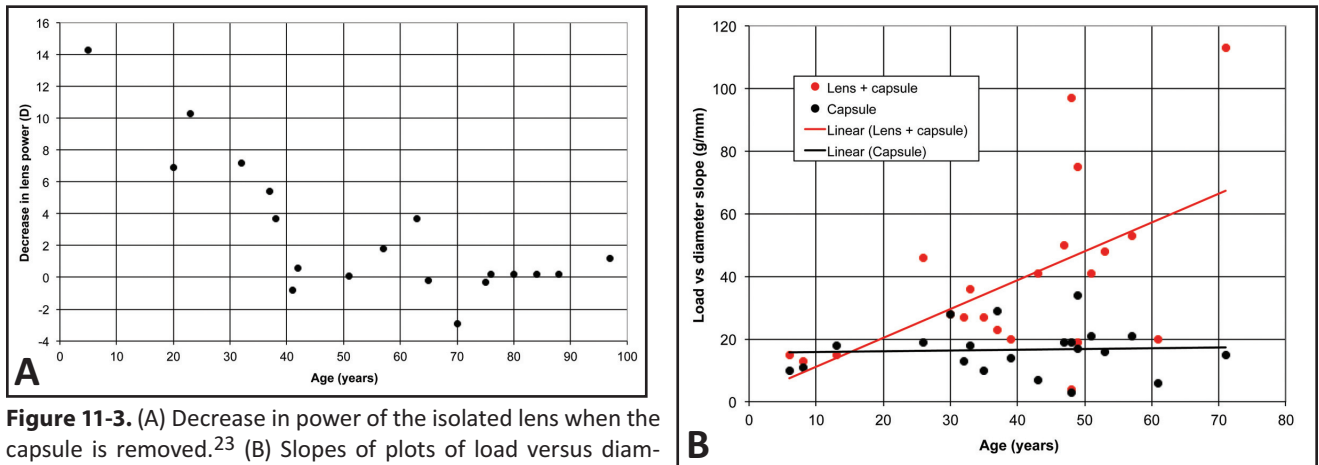 16
14
12
10
8
6
4
2
0
-2
-4
Decrease in lens power (D)
0 10 20 30 40 50 60 70 80 90 100
Age (years)
A
Figure 11-3. (A) Decrease in power of the isolated lens when the
capsule is removed.23 (B) Slopes of plots of load versus diam-
120
100
80
60
40
20
0
Load vs diameter slope (g/mm)
Lens + capsule
Capsule
Linear (Lens + capsule)
Linear (Capsule)
0 10 20 30 40 50 60 70 80
Age (years)
B